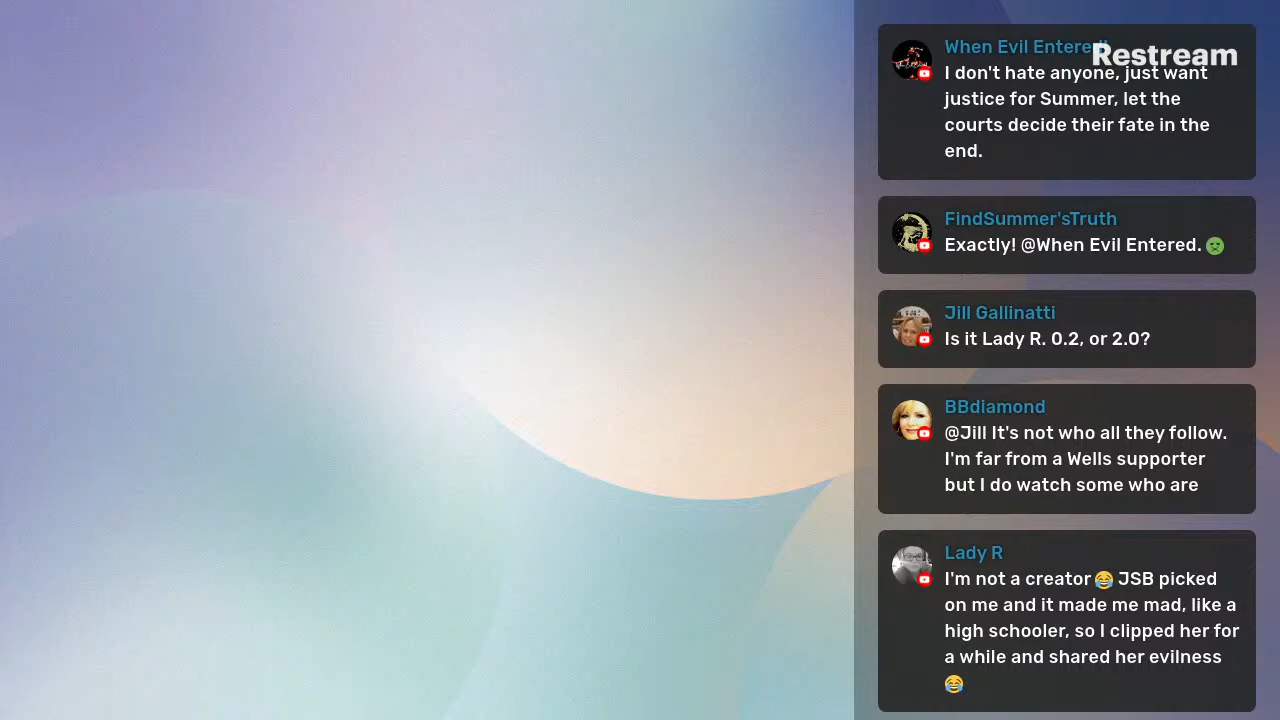 When Evil Entered!
Restream
I don't hate anyone, just want
justice for Summer, let the
courts decide their fate in the
end.
FindSummer'sTruth
Exactly! @When Evil Entered. 🤢
Jill Gallinatti
Is it Lady R. 0.2, or 2.0?
BBdiamond
@Jill It's not who all they follow.
I'm far from a Wells supporter
but I do watch some who are
Lady R
I'm not a creator 😂 JSB picked
on me and it made me mad, like a
high schooler, so I clipped her for
a while and shared her evilness
😂